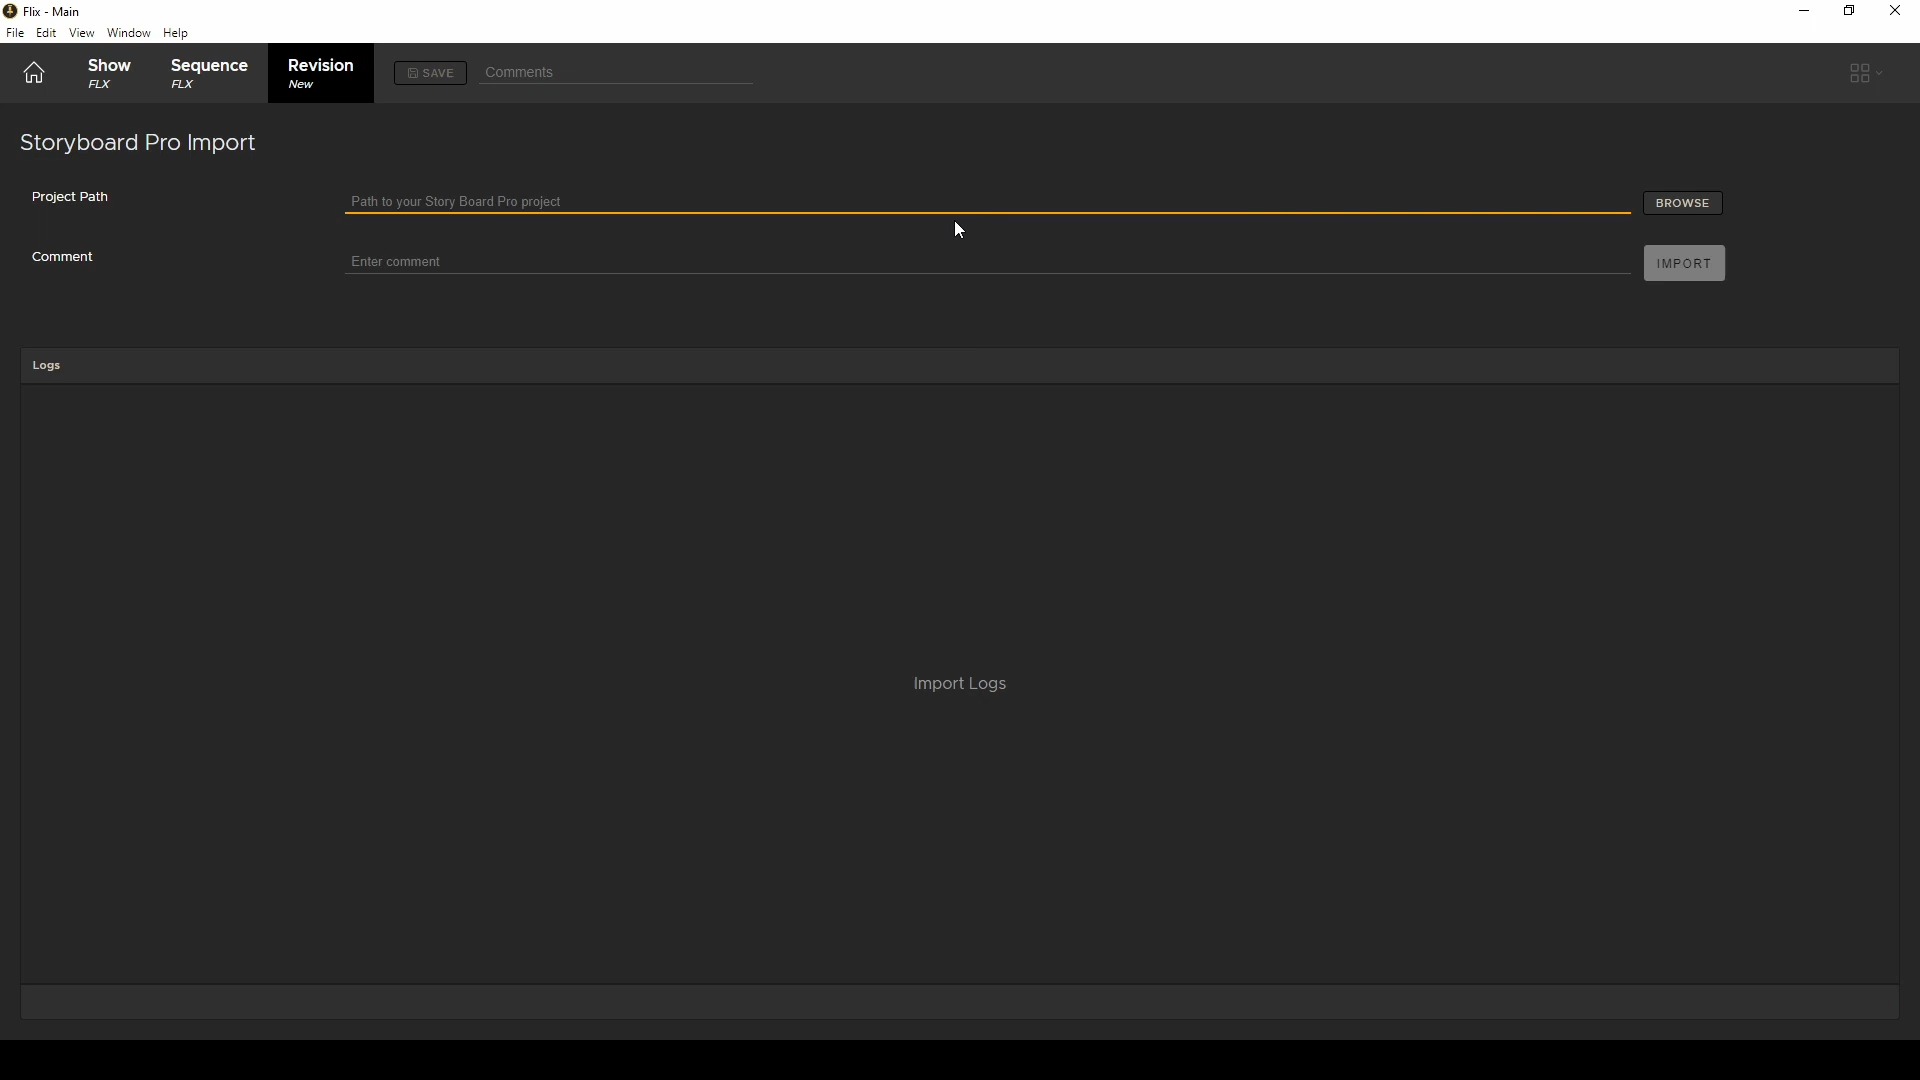 Flix - Main
File Edit View Window Help
Show Sequence Revision SAVE Comments
FLX FLX New
Storyboard Pro Import
Project Path Path to your Story Board Pro project BROWSE
Comment Enter comment IMPORT
Logs
Import Logs